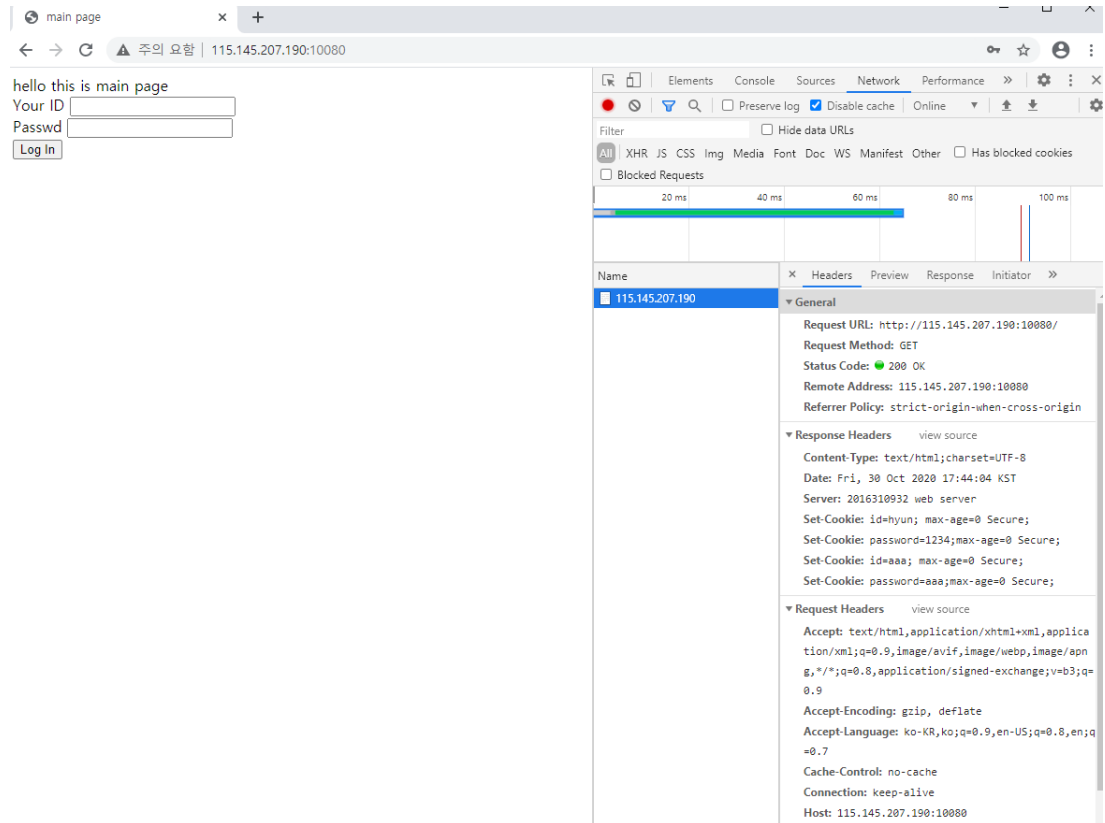 main page
주의 요함 | 115.145.207.190:10080
hello this is main page
Your ID
Passwd
Log In
Elements Console Sources Network Performance »
Preserve log Disable cache Online
Filter
Hide data URLs
All XHR JS CSS Img Media Font Doc WS Manifest Other Has blocked cookies
Blocked Requests
20 ms 40 ms 60 ms 80 ms 100 ms
Name
115.145.207.190
× Headers Preview Response Initiator »
General
Request URL: http://115.145.207.190:10080/
Request Method: GET
Status Code: 200 OK
Remote Address: 115.145.207.190:10080
Referrer Policy: strict-origin-when-cross-origin
Response Headers view source
Content-Type: text/html;charset=UTF-8
Date: Fri, 30 Oct 2020 17:44:04 KST
Server: 2016310932 web server
Set-Cookie: id=hyun; max-age=0 Secure;
Set-Cookie: password=1234;max-age=0 Secure;
Set-Cookie: id=aaa; max-age=0 Secure;
Set-Cookie: password=aaa;max-age=0 Secure;
Request Headers view source
Accept: text/html,application/xhtml+xml,applica
tion/xml;q=0.9,image/avif,image/webp,image/apn
g,*/*;q=0.8,application/signed-exchange;v=b3;q=
0.9
Accept-Encoding: gzip, deflate
Accept-Language: ko-KR,ko;q=0.9,en-US;q=0.8,en;q
=0.7
Cache-Control: no-cache
Connection: keep-alive
Host: 115.145.207.190:10080